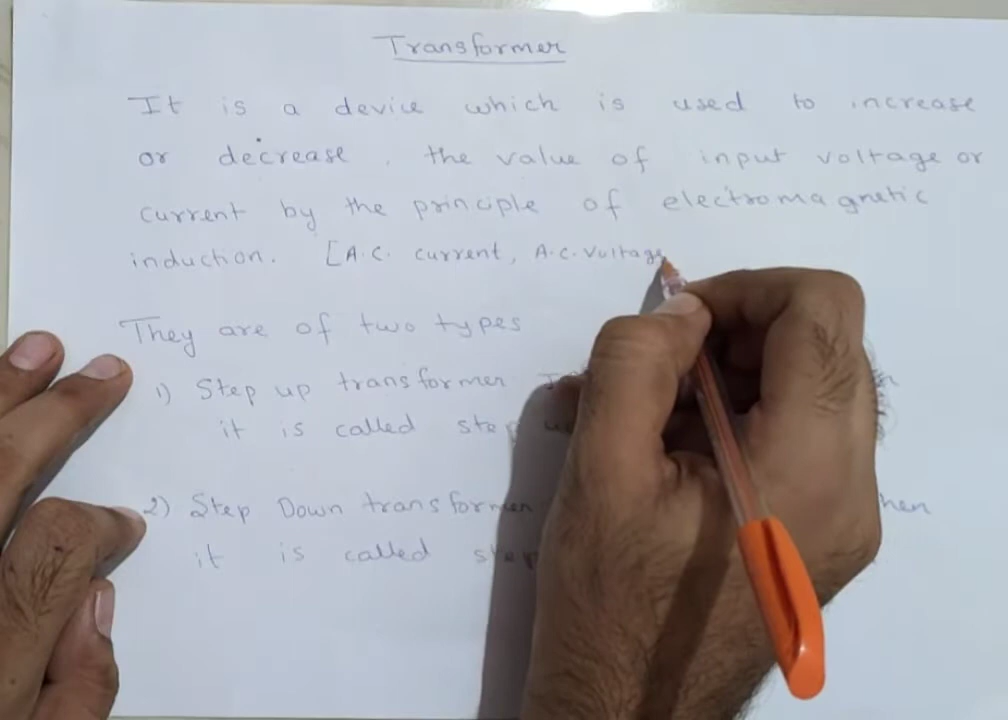 Transformer
It is a device which is used to increase
or decrease, the value of input voltage or
current by the principle of electromagnetic
induction. [A.C. current, A.C. Voltage
They are of two types
1) Step up transformer
it is called step
2) Step Down transformer
it is called step